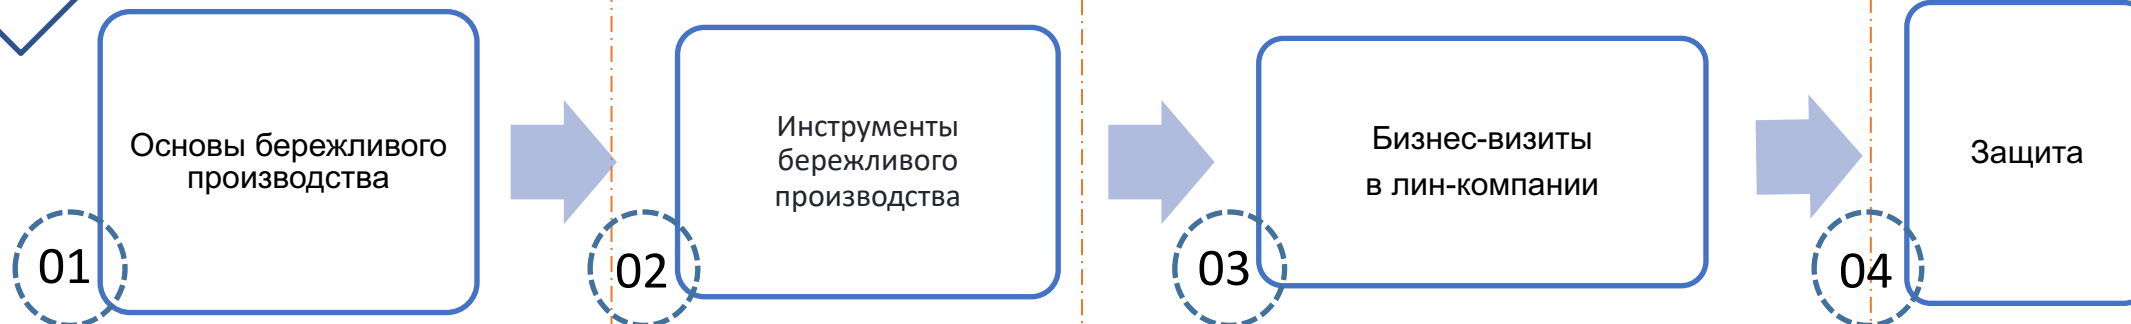 Основы бережливого
производства
01
Инструменты
бережливого
производства
02
Бизнес-визиты
в лин-компании
03
Защита
04